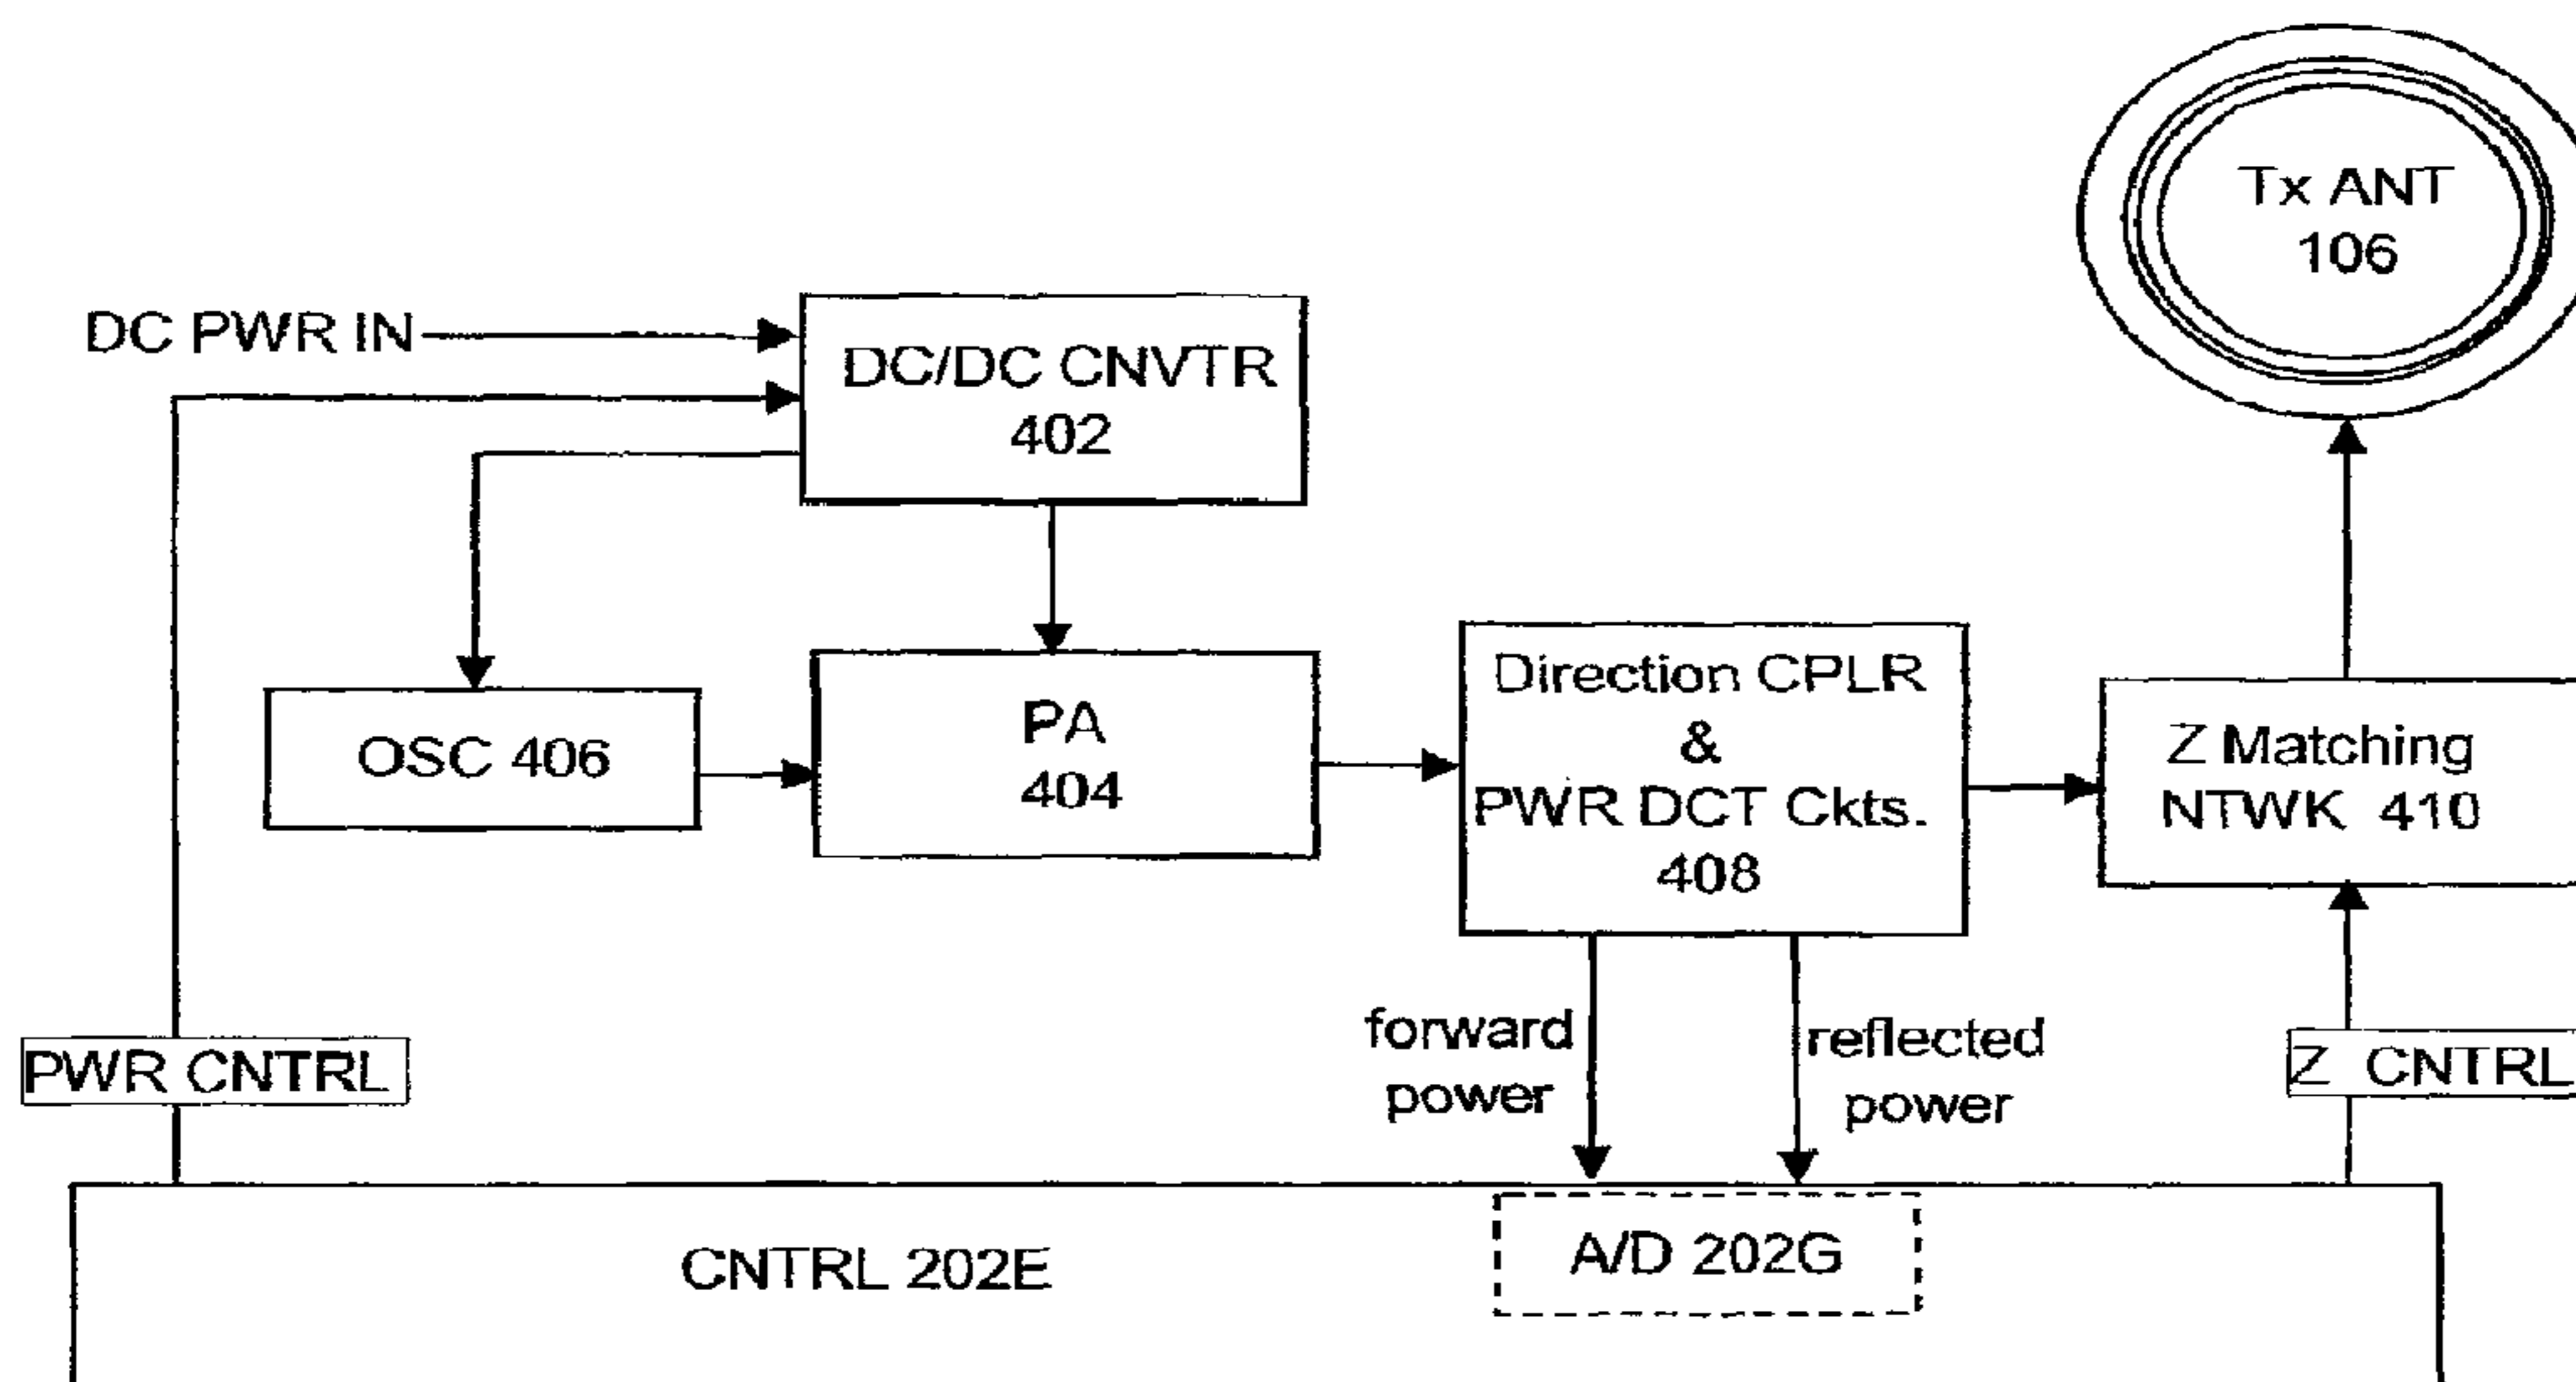 Tx ANT
106
DC PWR IN
DC/DC CNVTR
402
OSC 406
PA
404
Direction CPLR
&
PWR DCT Ckts.
408
Z Matching
NTWK 410
forward
power
reflected
power
PWR CNTRL
Z CNTRL
CNTRL 202E
A/D 202G